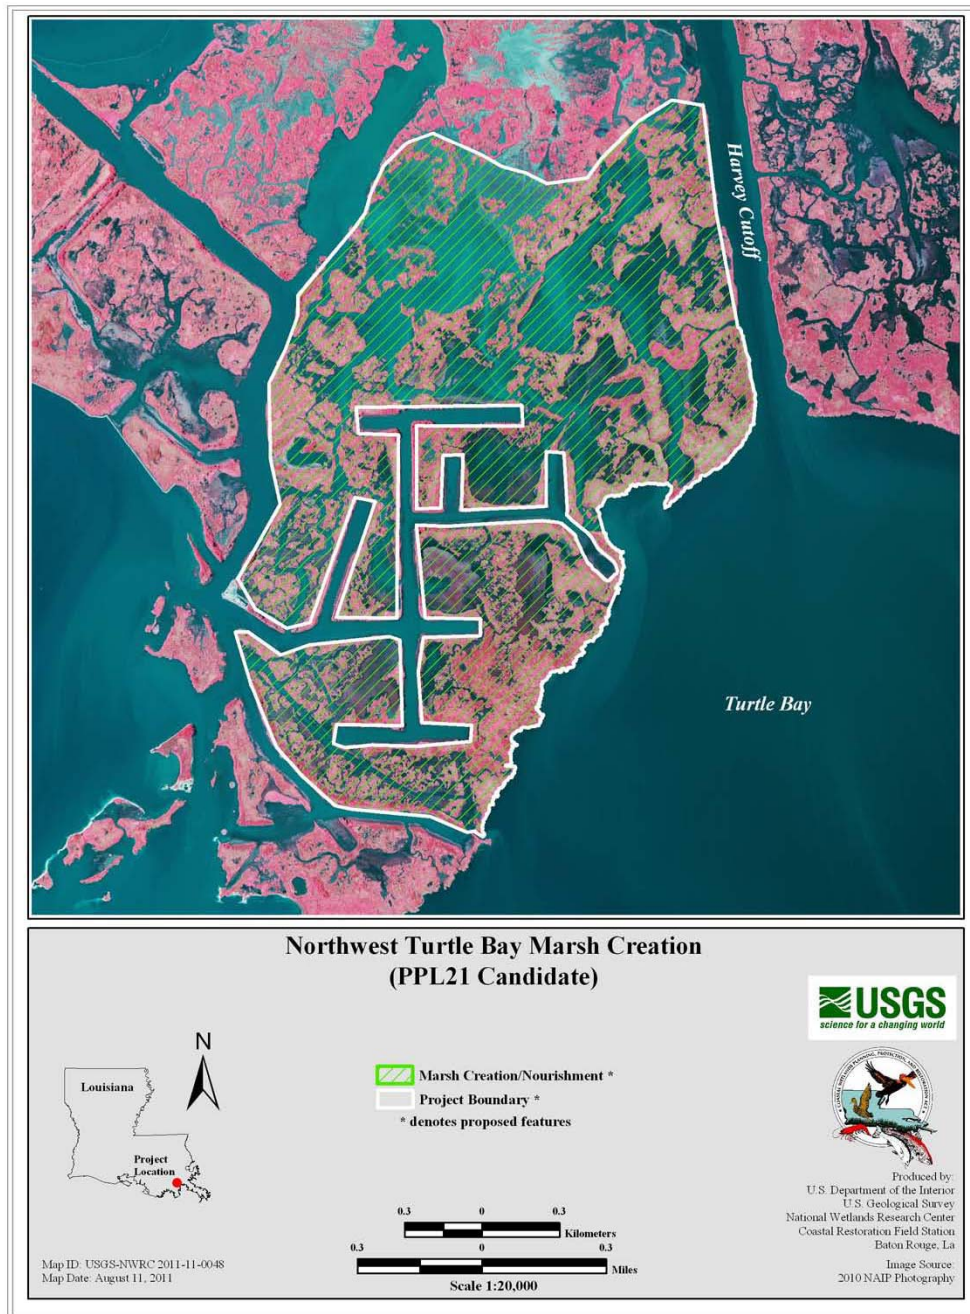 Harvey Cutoff
Turtle Bay
Northwest Turtle Bay Marsh Creation
(PPL21 Candidate)
USGS
science for a changing world
N
Louisiana
Project
Location
Marsh Creation/Nourishment *
Project Boundary *
* denotes proposed features
Produced by:
U.S. Department of the Interior
U.S. Geological Survey
National Wetlands Research Center
Coastal Restoration Field Station
Baton Rouge, La
Image Source:
2010 NAIP Photography
0.3 0 0.3
Kilometers
0.3 0 0.3
Miles
Scale 1:20,000
Map ID: USGS-NWRC 2011-11-0048
Map Date: August 11, 2011